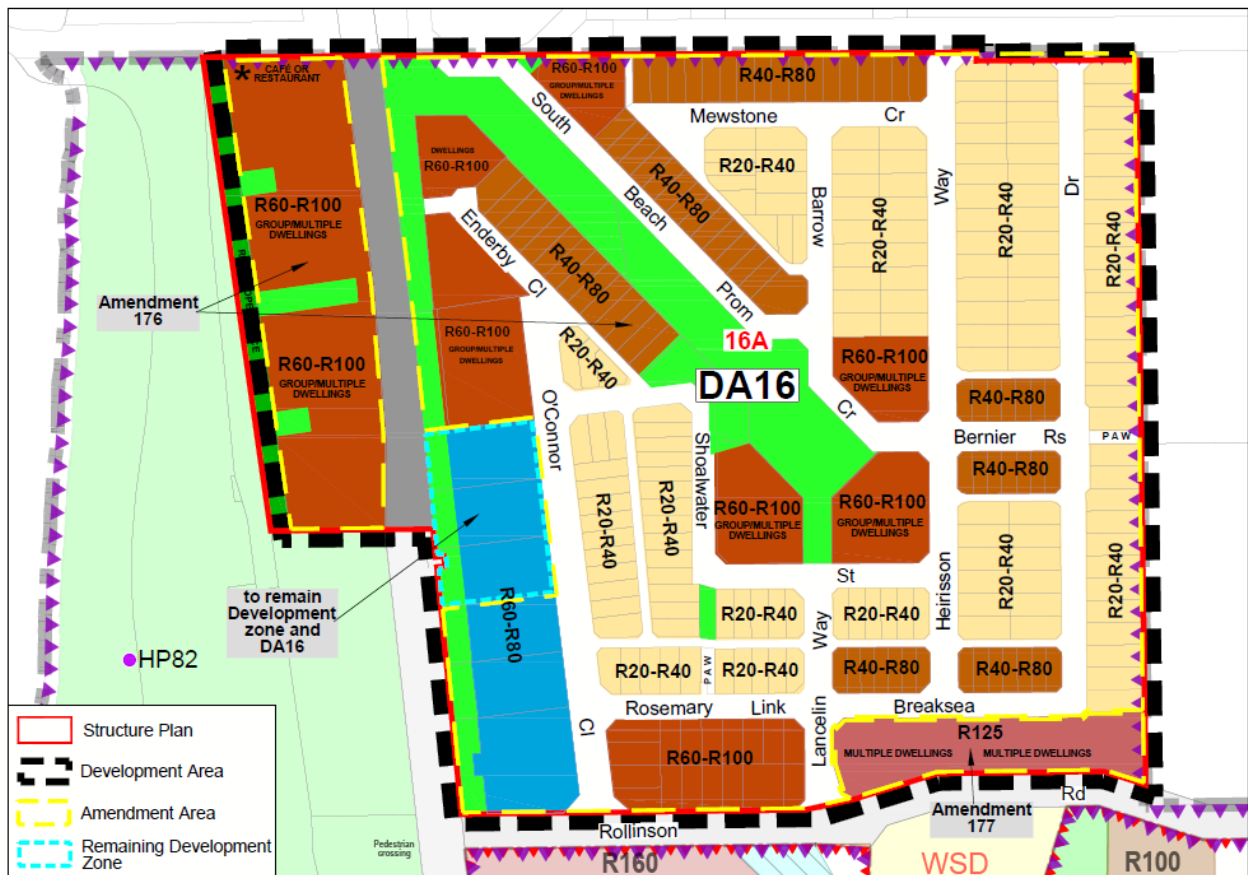 CAFÉ OR
RESTAURANT
R60-R100
GROUP/MULTIPLE
DWELLINGS
R40-R80
South
Mewstone
Cr
DWELLINGS
R60-R100
R20-R40
Way
Dr
R40-R80
Beach
Barrow
R20-R40
R20-R40
R20-R40
R60-R100
GROUP/MULTIPLE
DWELLINGS
Enderby
Cl
R40-R80
Prom
Amendment
176
R60-R100
GROUP/MULTIPLE
DWELLINGS
R20-R40
16A
DA16
R60-R100
GROUP/MULTIPLE
DWELLINGS
R60-R100
GROUP/MULTIPLE
DWELLINGS
O'Connor
Cr
R40-R80
Bernier
Rs
PAW
Shoalwater
R40-R80
R20-R40
R20-R40
R60-R100
GROUP/MULTIPLE
DWELLINGS
R60-R100
GROUP/MULTIPLE
DWELLINGS
R20-R40
R20-R40
St
to remain
Development
zone and
DA16
R60-R80
R20-R40
Way
R20-R40
Heirisson
HP82
R20-R40
PAW
R20-R40
R40-R80
R40-R80
Rosemary
Link
Breaksea
Cl
R60-R100
Lancelin
R125
MULTIPLE DWELLINGS
MULTIPLE DWELLINGS
Rd
Amendment
177
Rollinson
Pedestrian
crossing
R160
WSD
R100
Structure Plan
Development Area
Amendment Area
Remaining Development
Zone